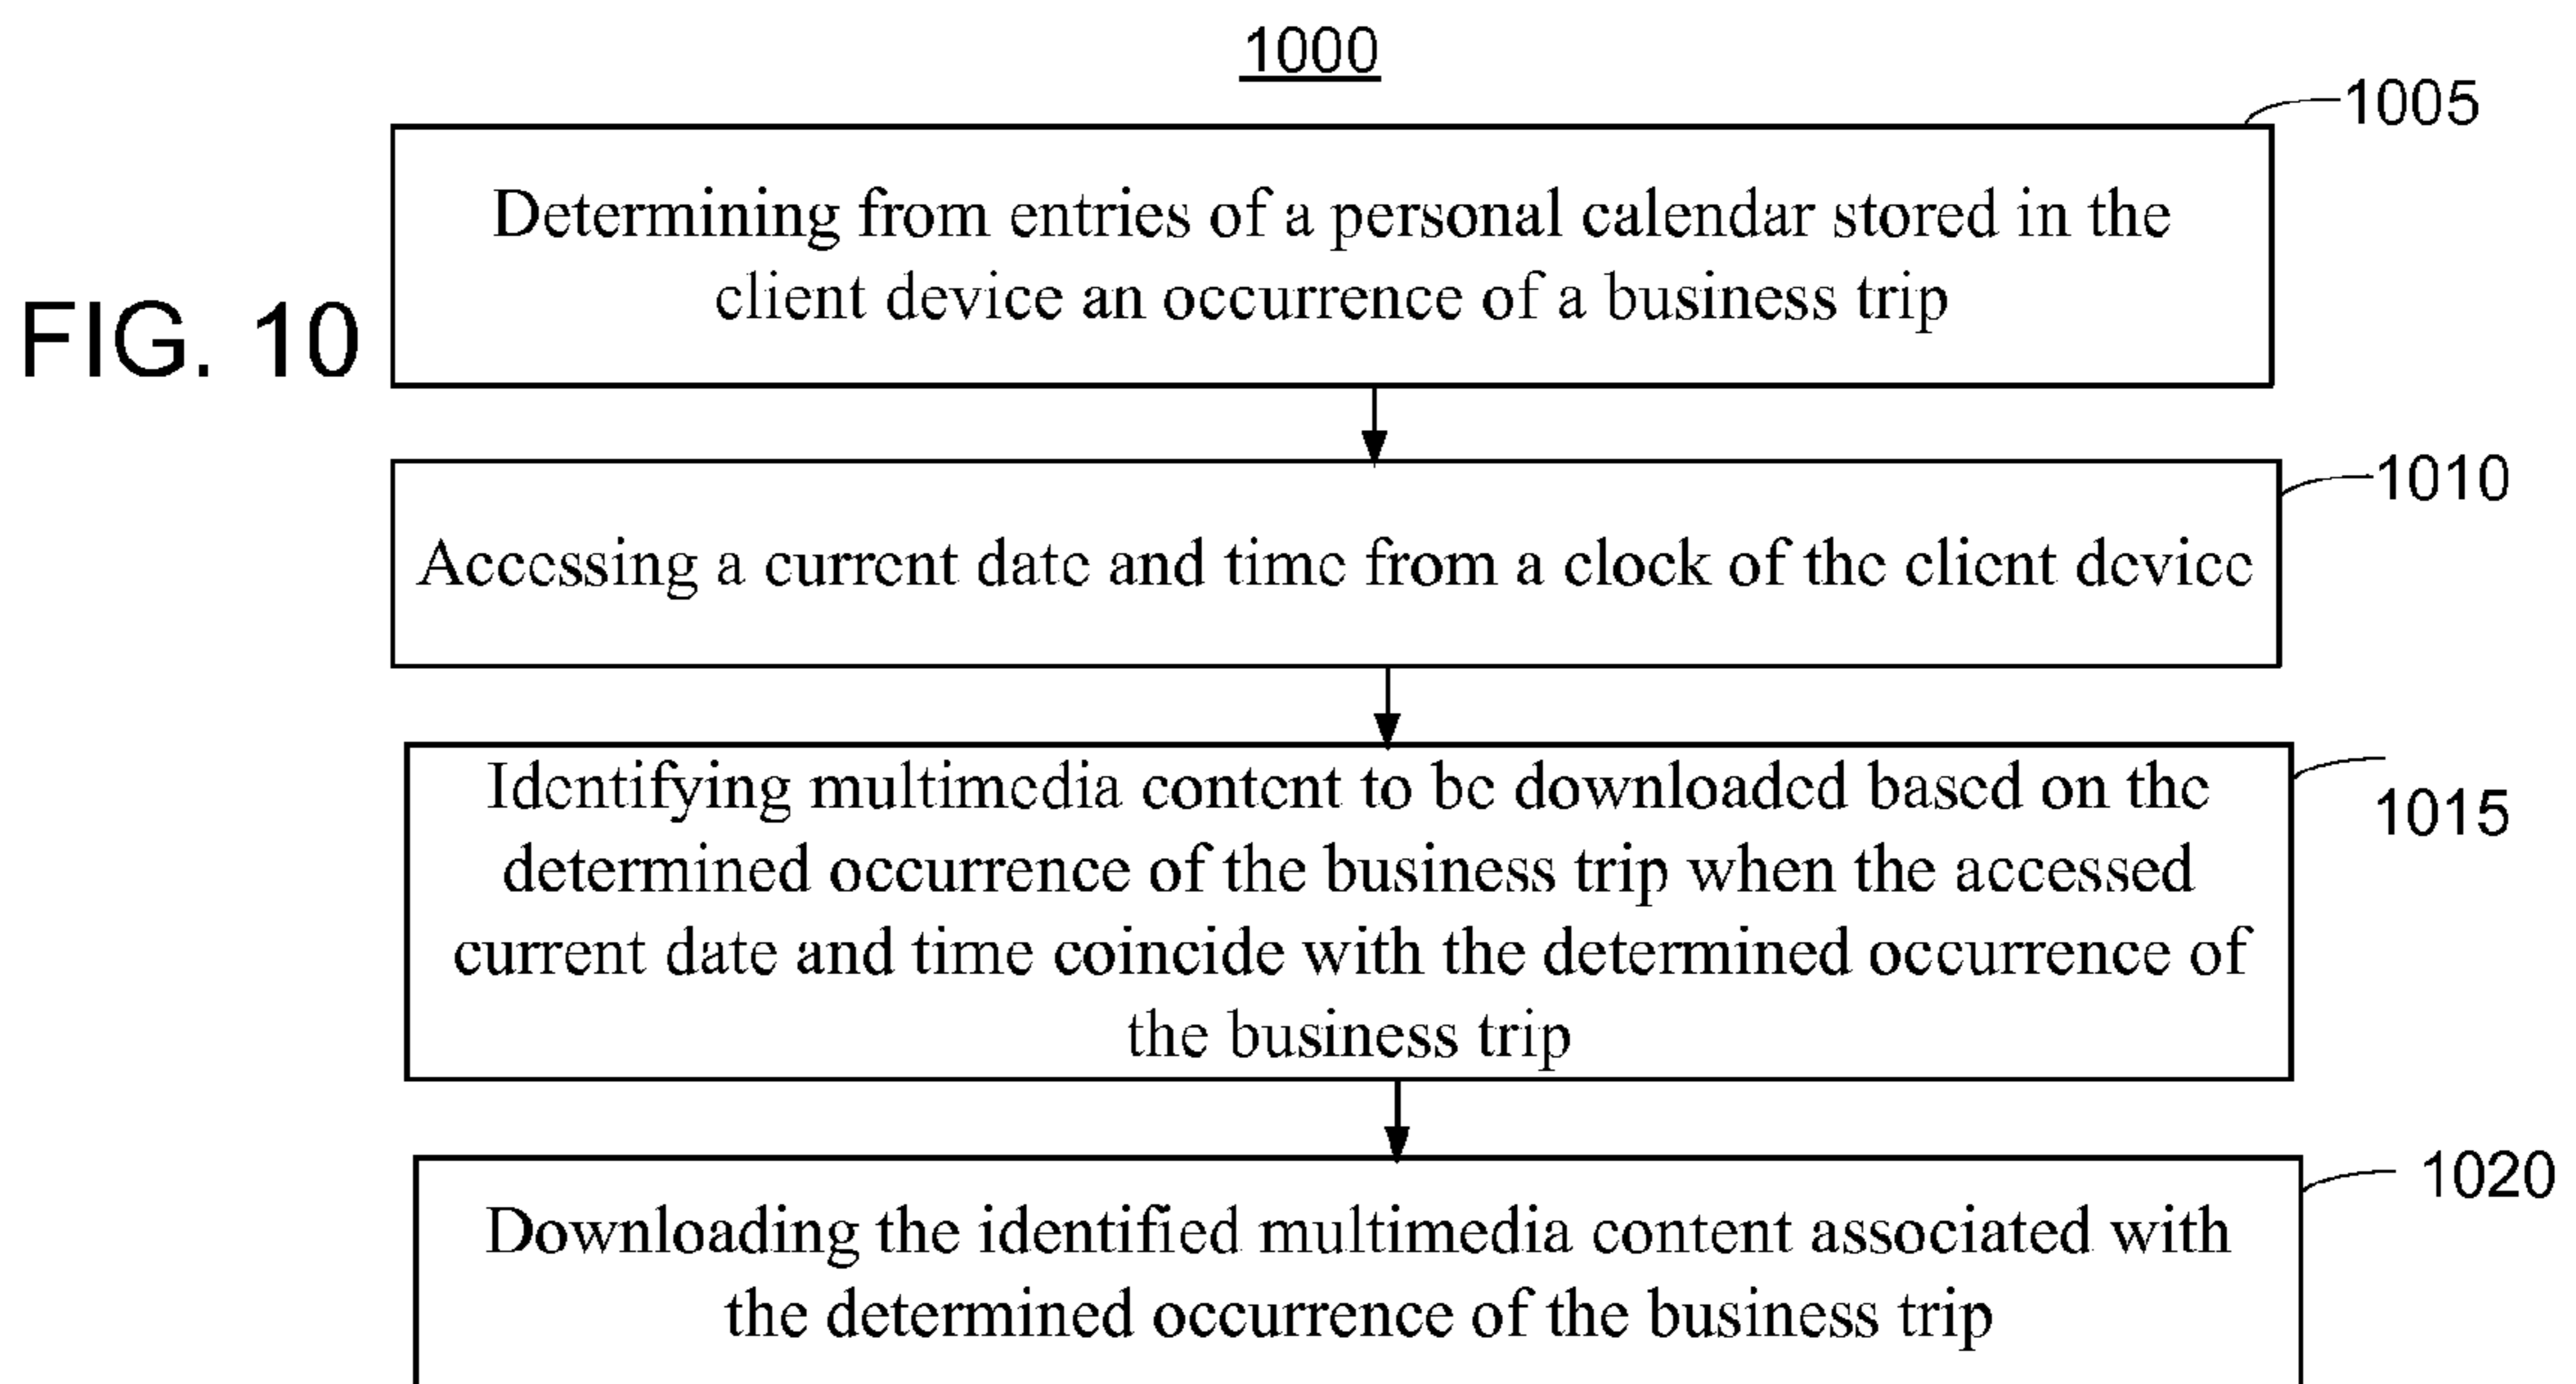 1000
1005
Determining from entries of a personal calendar stored in the
client device an occurrence of a business trip
FIG. 10
1010
Accessing a current date and time from a clock of the client device
1015
Identifying multimedia content to be downloaded based on the
determined occurrence of the business trip when the accessed
current date and time coincide with the determined occurrence of
the business trip
1020
Downloading the identified multimedia content associated with
the determined occurrence of the business trip